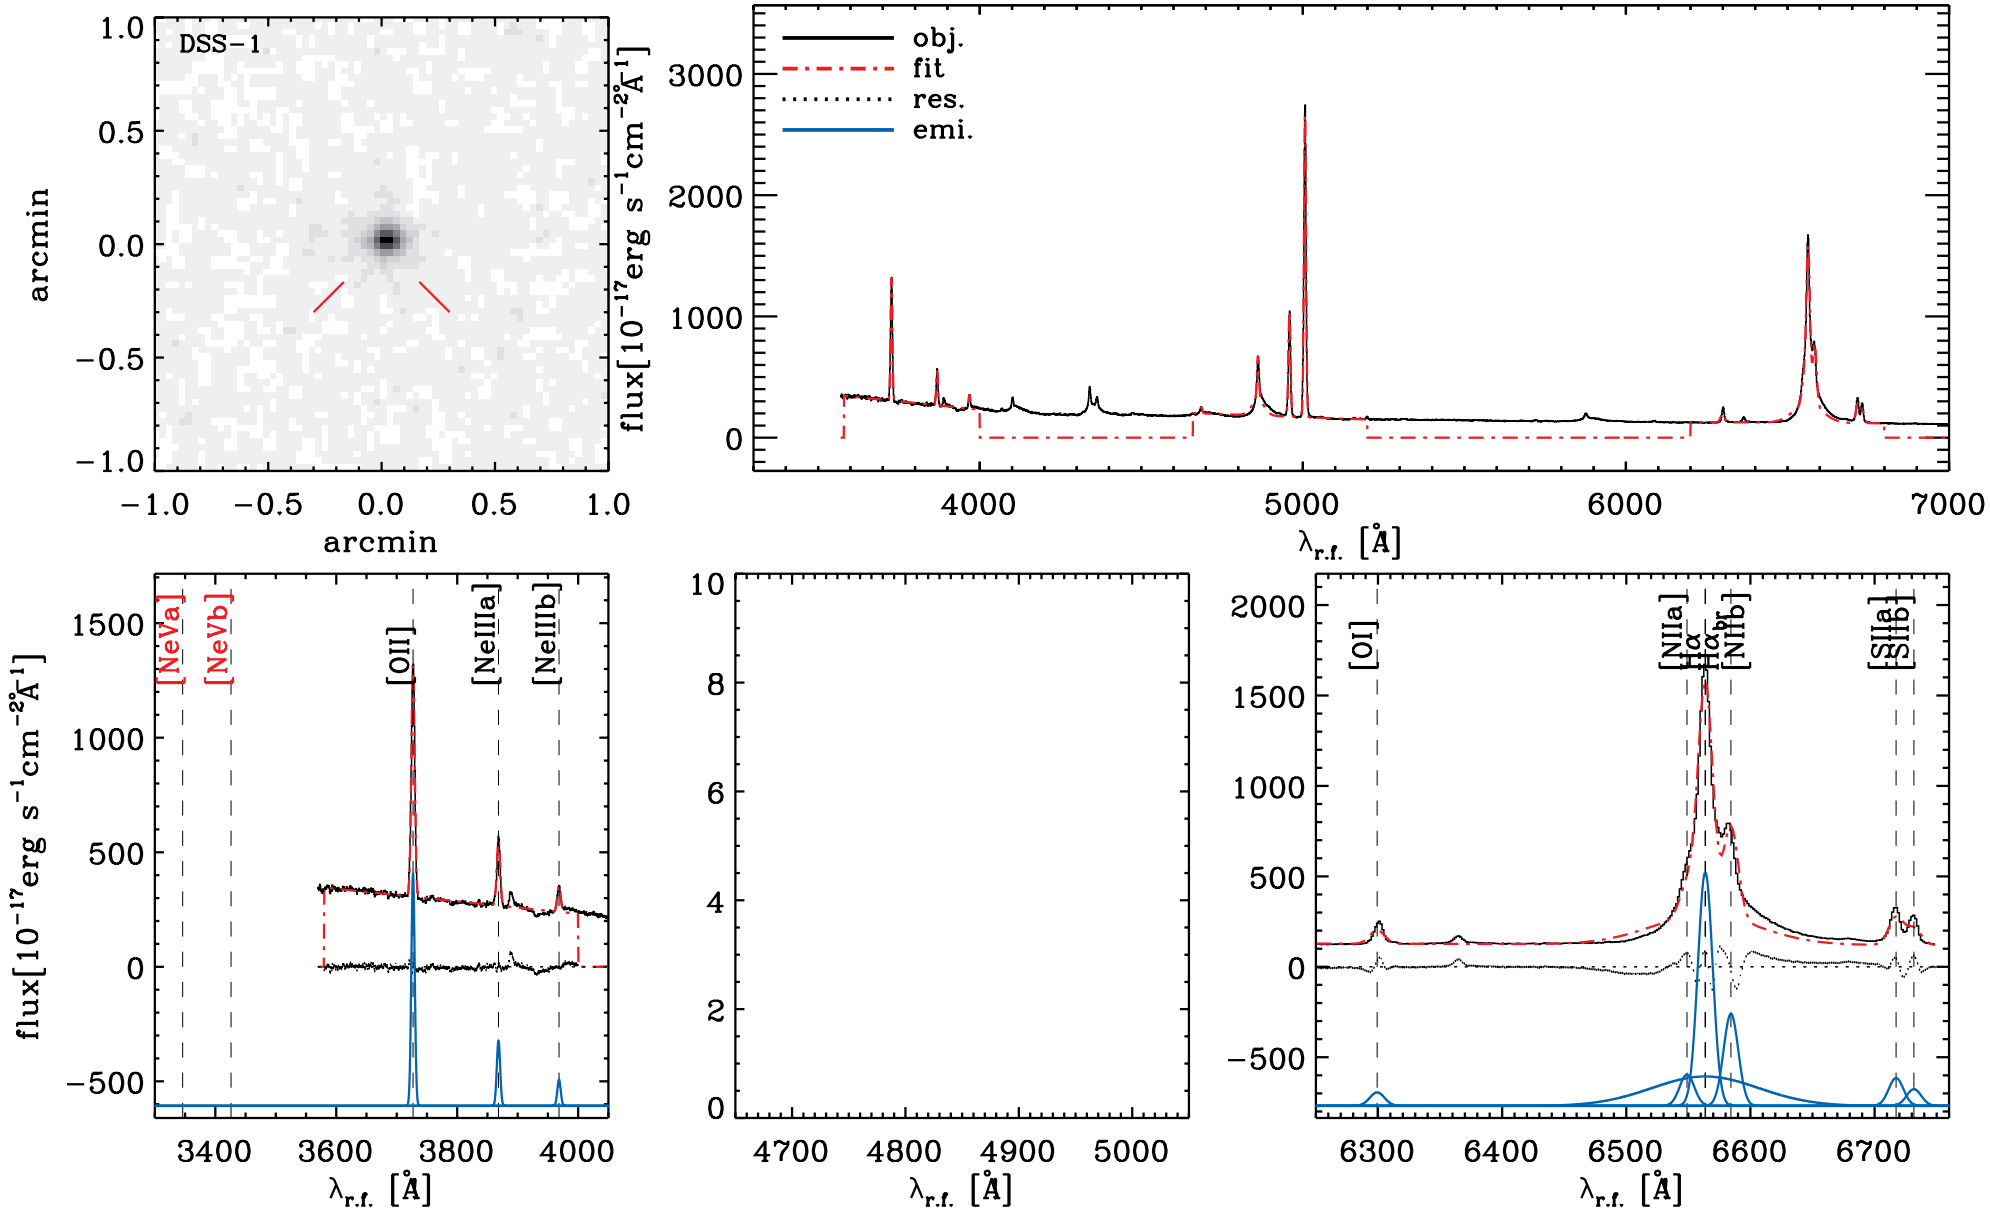 DSS-1
1.0
0.5
0.0
-0.5
-1.0
arcmin
-1.0 -0.5 0.0 0.5 1.0
arcmin
flux[10⁻¹⁷erg s⁻¹cm⁻²Å⁻¹]
obj.
fit
res.
emi.
3000
2000
1000
0
4000 5000 6000 7000
λr.f. [Å]
flux[10⁻¹⁷erg s⁻¹cm⁻²Å⁻¹]
1500
1000
500
0
-500
[NeVa]
[NeVb]
[OII]
[NeIIIa]
[NeIIIb]
3400 3600 3800 4000
λr.f. [Å]
10
8
6
4
2
0
4700 4800 4900 5000
λr.f. [Å]
2000
1500
1000
500
0
-500
[OI]
[NIIa]
Hα
Hαbr
[NIIb]
[SIIa]
[SIIb]
6300 6400 6500 6600 6700
λr.f. [Å]